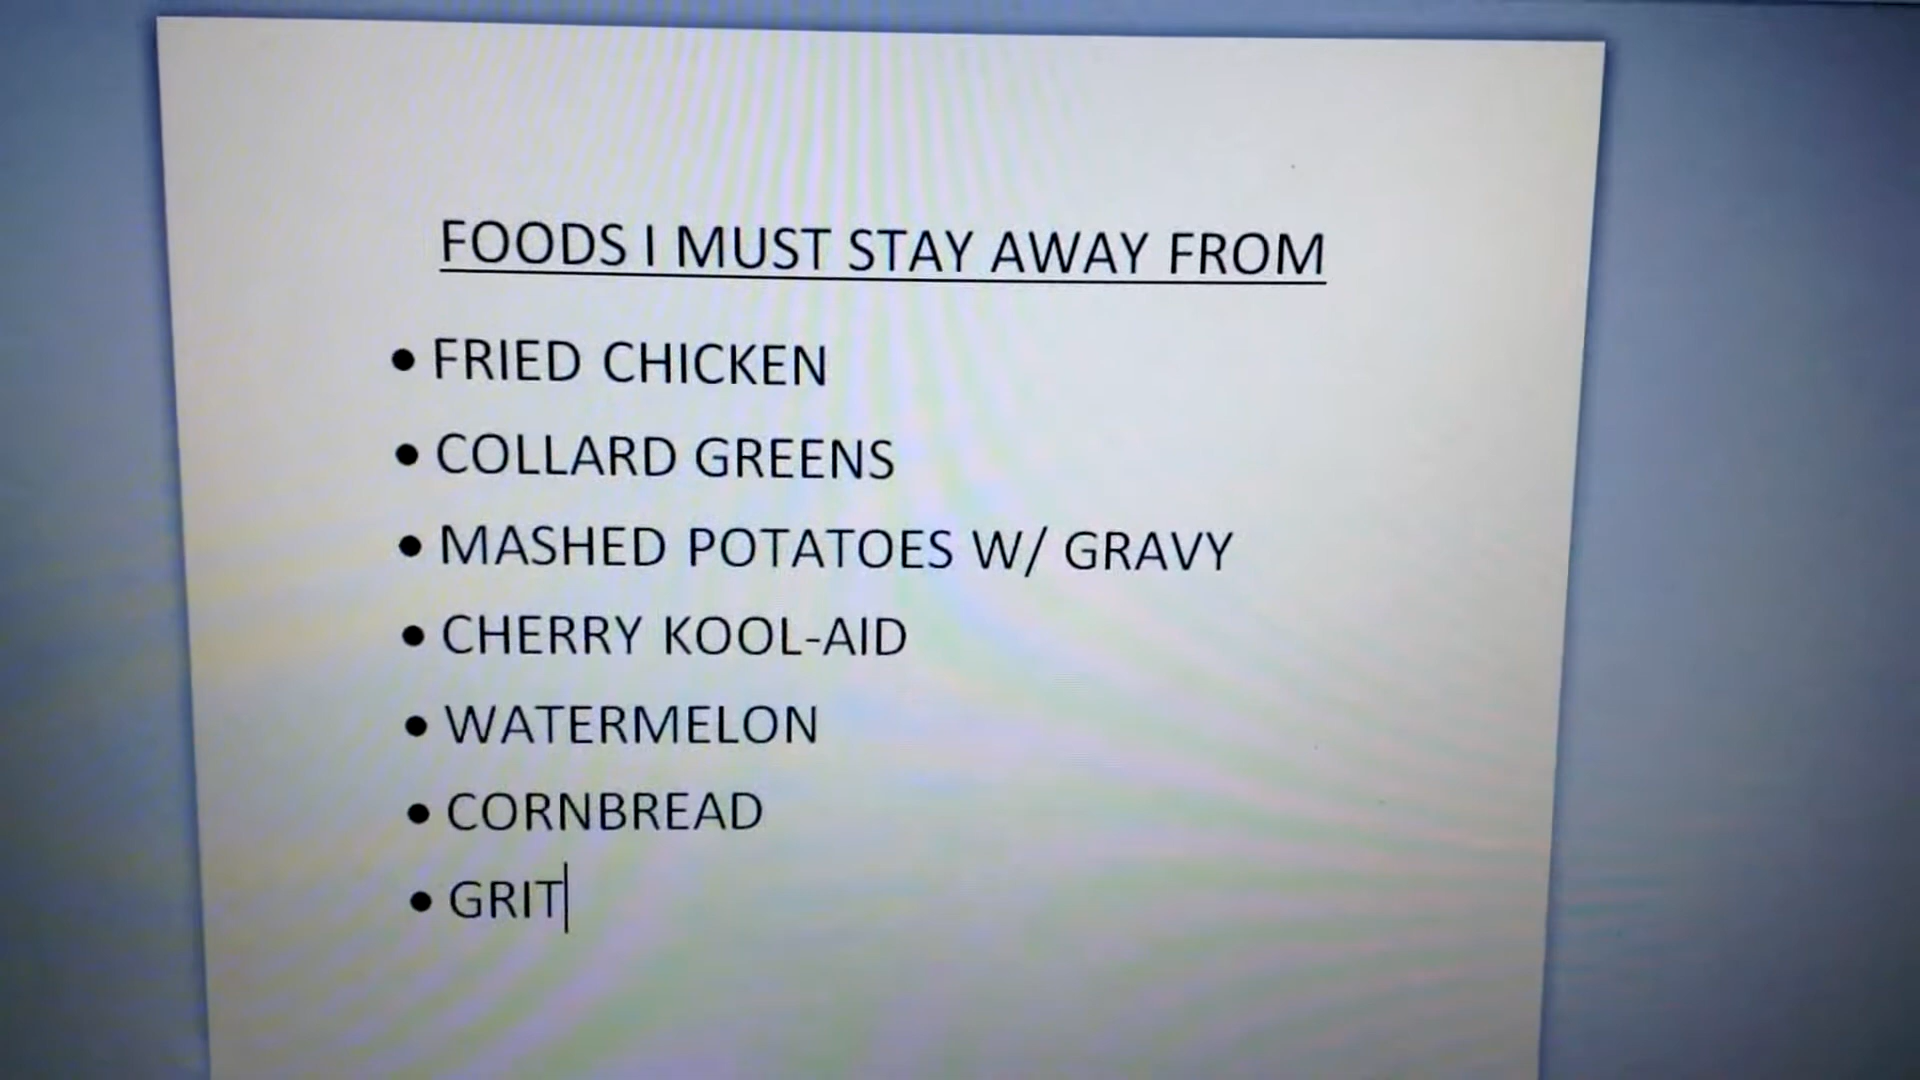 FOODS I MUST STAY AWAY FROM
• FRIED CHICKEN
• COLLARD GREENS
• MASHED POTATOES W/ GRAVY
• CHERRY KOOL-AID
• WATERMELON
• CORNBREAD
• GRIT